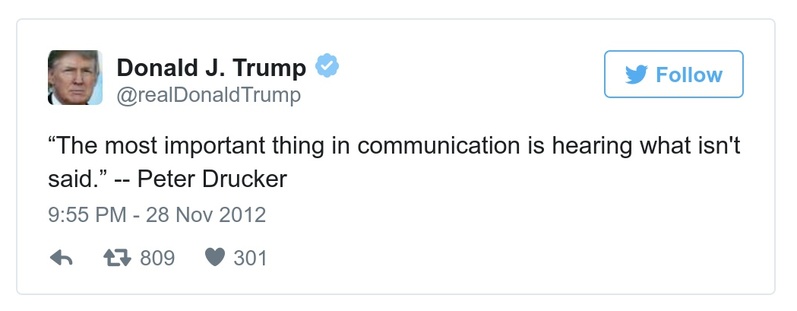 Donald J. Trump
@realDonaldTrump
Follow
“The most important thing in communication is hearing what isn't
said.” -- Peter Drucker
9:55 PM - 28 Nov 2012
809 301